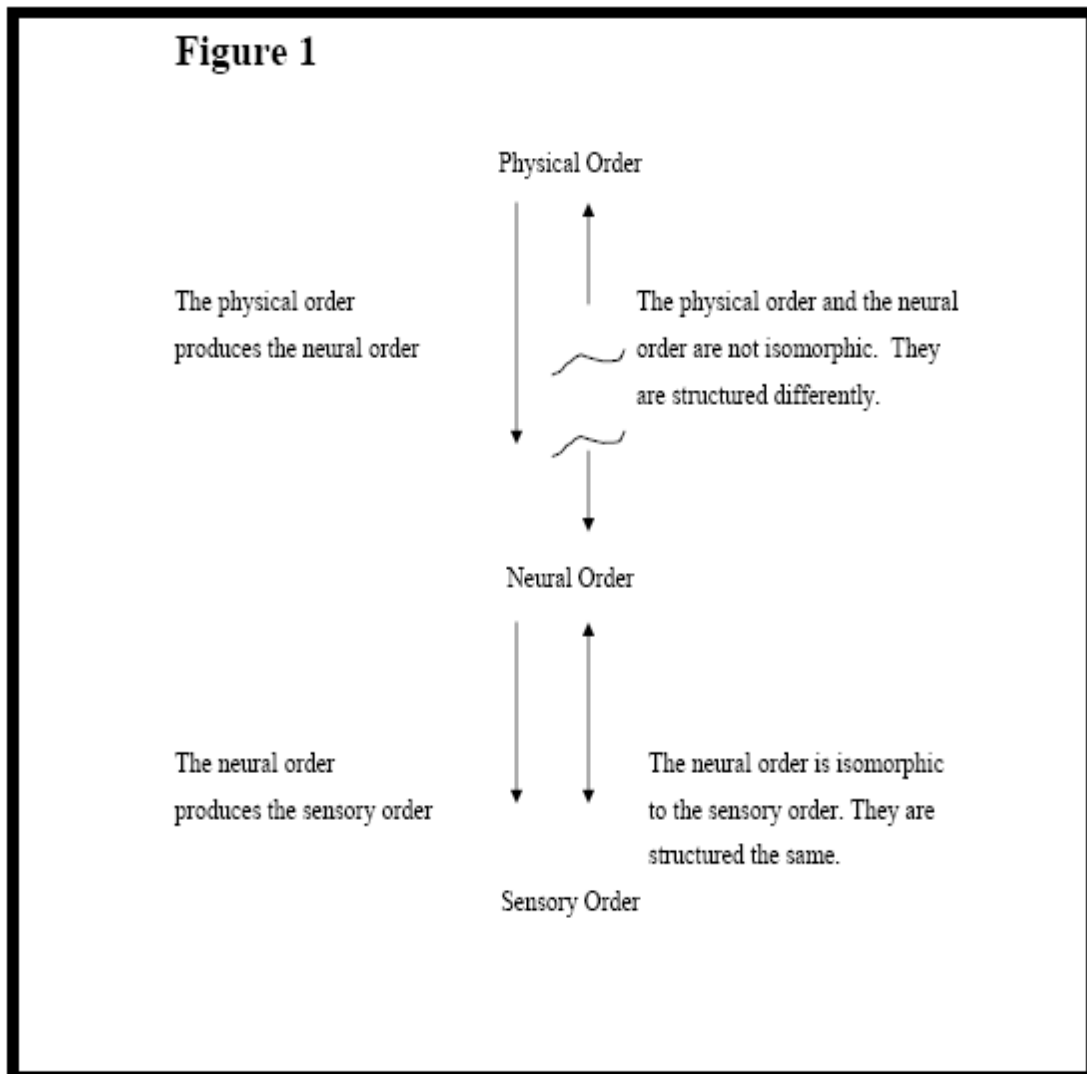 Figure 1
Physical Order
The physical order
produces the neural order
The physical order and the neural
order are not isomorphic. They
are structured differently.
Neural Order
The neural order
produces the sensory order
The neural order is isomorphic
to the sensory order. They are
structured the same.
Sensory Order